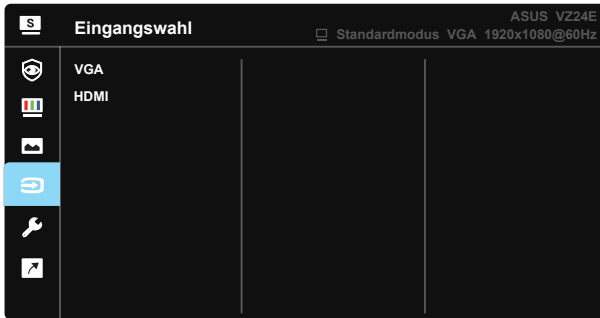 S
Eingangswahl
ASUS VZ24E
Standardmodus VGA 1920x1080@60Hz
VGA
HDMI